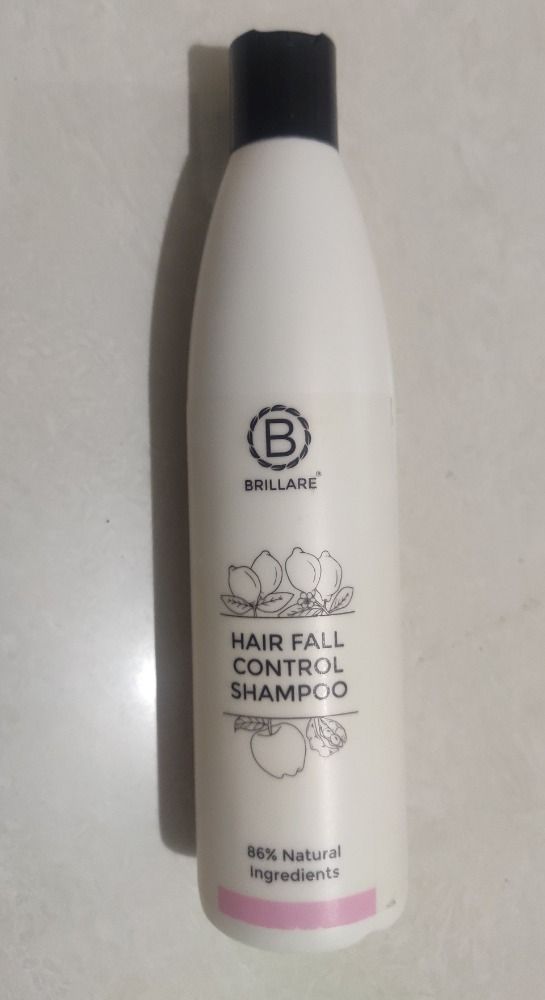 B
BRILLARE
HAIR FALL
CONTROL
SHAMPOO
86% Natural
Ingredients